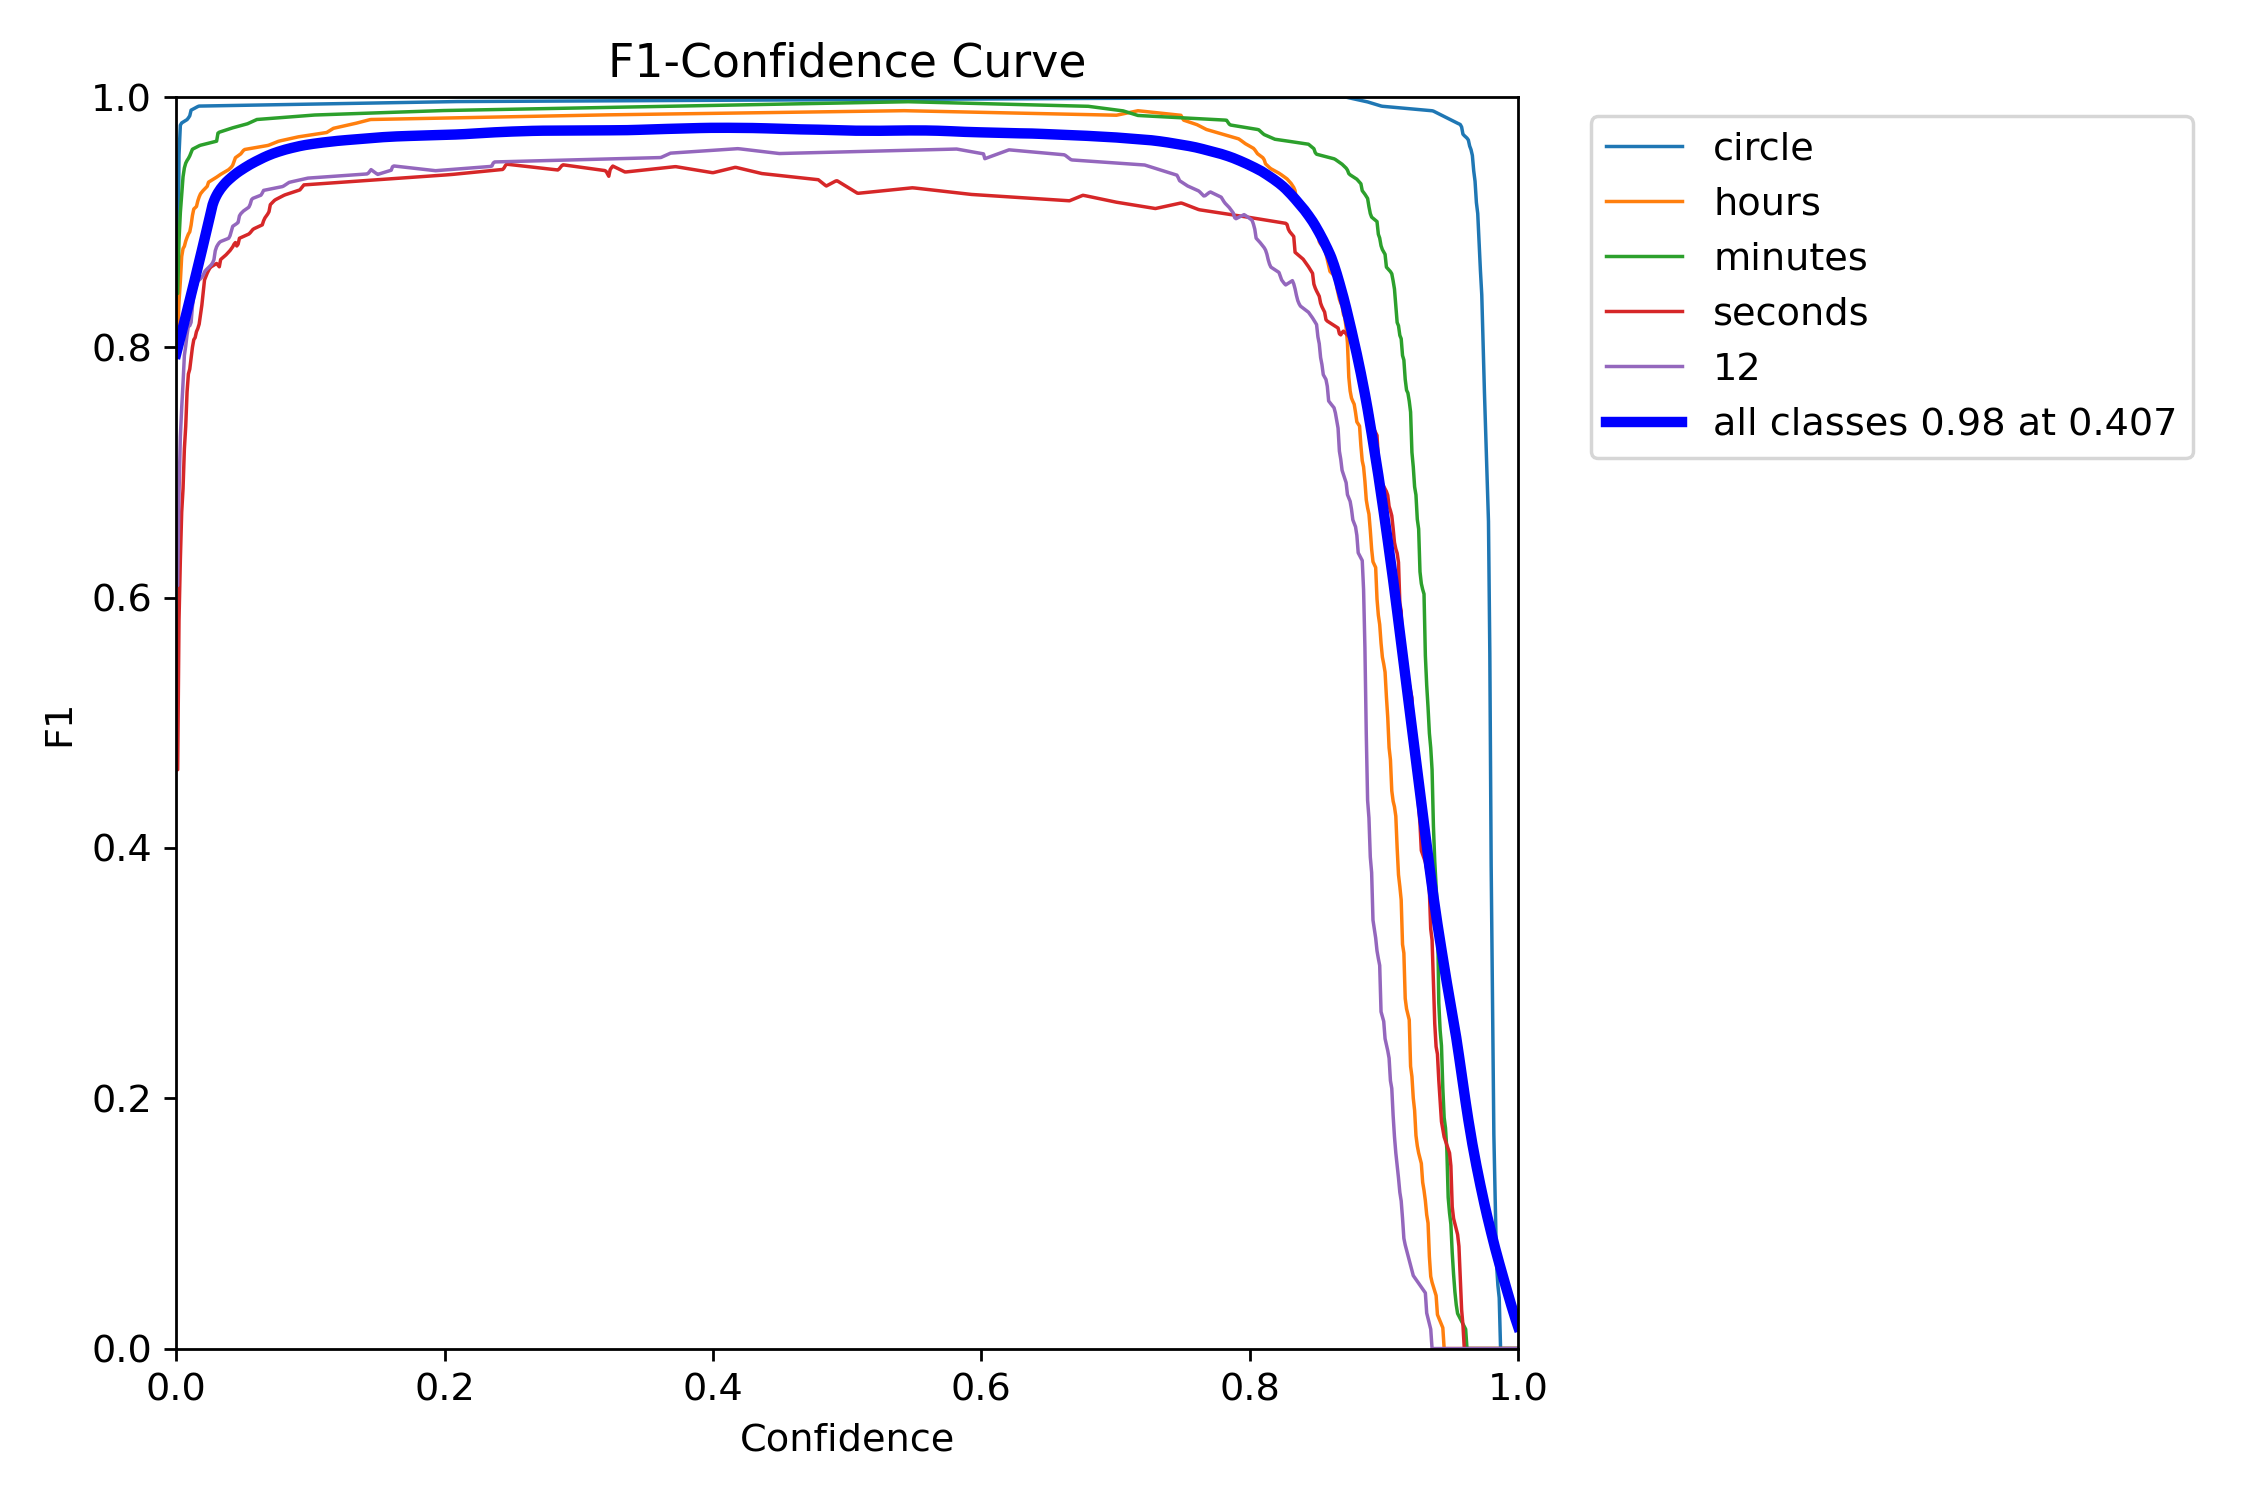 F1-Confidence Curve
1.0
0.8
0.6
0.4
0.2
0.0
F1
0.0 0.2 0.4 0.6 0.8 1.0
Confidence
circle
hours
minutes
seconds
12
all classes 0.98 at 0.407